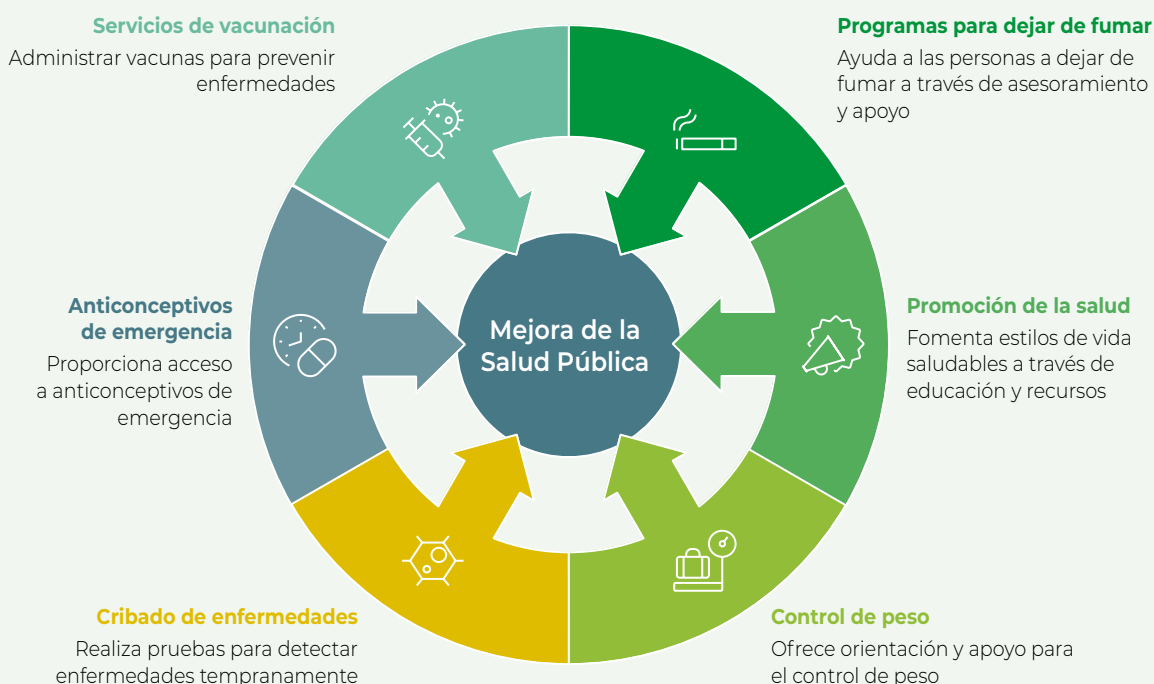 Servicios de vacunación
Administrar vacunas para prevenir
enfermedades
Programas para dejar de fumar
Ayuda a las personas a dejar de
fumar a través de asesoramiento
y apoyo
Anticonceptivos
de emergencia
Proporciona acceso
a anticonceptivos de
emergencia
Mejora de la
Salud Pública
Promoción de la salud
Fomenta estilos de vida
saludables a través de
educación y recursos
Cribado de enfermedades
Realiza pruebas para detectar
enfermedades tempranamente
Control de peso
Ofrece orientación y apoyo para
el control de peso